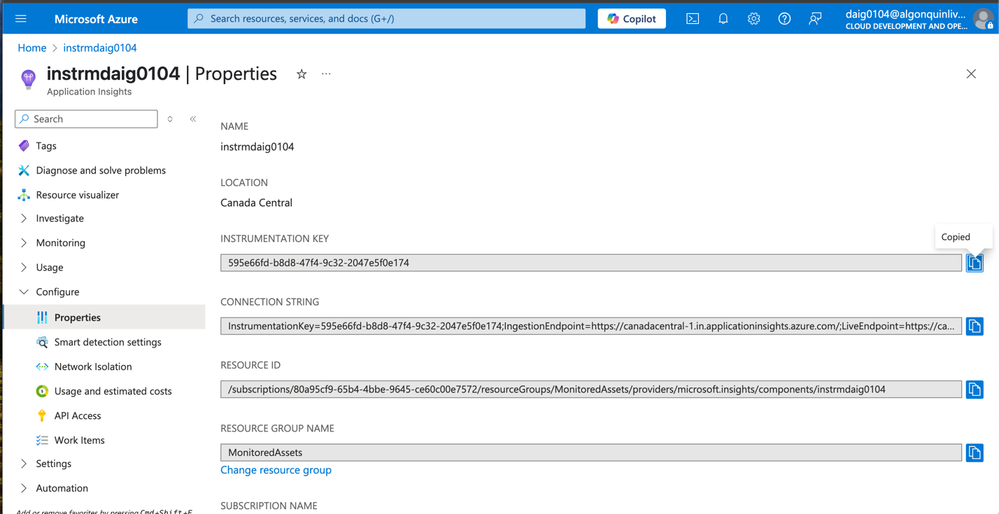 Microsoft Azure
Search resources, services, and docs (G+/)
Copilot
daig0104@algonquinliv...
CLOUD DEVELOPMENT AND OPE...
Home > instrmdaig0104
instrmdaig0104 | Properties
Application Insights
Search
Tags
Diagnose and solve problems
Resource visualizer
Investigate
Monitoring
Usage
Configure
Properties
Smart detection settings
Network Isolation
Usage and estimated costs
API Access
Work Items
Settings
Automation
Add or remove favorites by pressing Cmd+Shift+F
NAME
instrmdaig0104
LOCATION
Canada Central
INSTRUMENTATION KEY
Copied
595e66fd-b8d8-47f4-9c32-2047e5f0e174
CONNECTION STRING
InstrumentationKey=595e66fd-b8d8-47f4-9c32-2047e5f0e174;IngestionEndpoint=https://canadacentral-1.in.applicationinsights.azure.com/;LiveEndpoint=https://ca...
RESOURCE ID
/subscriptions/80a95cf9-65b4-4bbe-9645-ce60c00e7572/resourceGroups/MonitoredAssets/providers/microsoft.insights/components/instrmdaig0104
RESOURCE GROUP NAME
MonitoredAssets
Change resource group
SUBSCRIPTION NAME